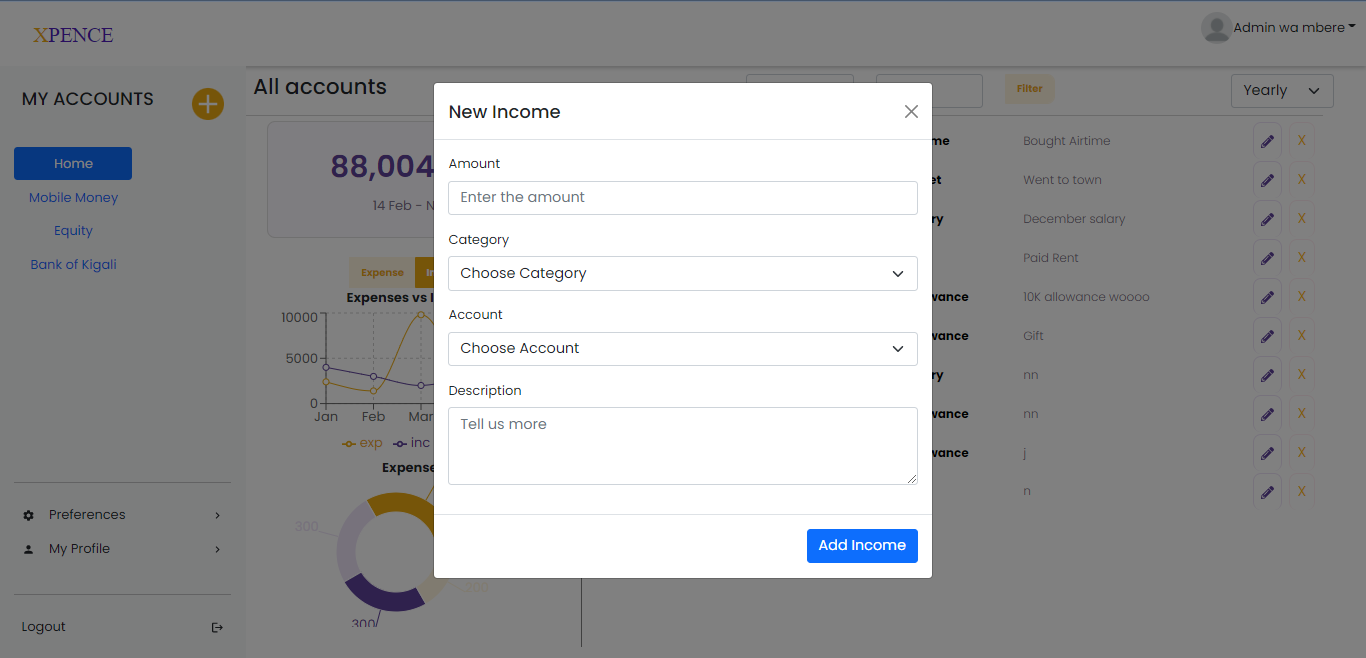 XPENCE
Admin wa mbere
MY ACCOUNTS
Home
Mobile Money
Equity
Bank of Kigali
Preferences
My Profile
Logout
All accounts
Filter
Yearly
88,004
14 Feb - N
Expense
In
Expenses vs I
10000
5000
0
Jan Feb Mar
exp inc
Expense
300
300
200
New Income
Amount
Enter the amount
Category
Choose Category
Account
Choose Account
Description
Tell us more
Add Income
me Bought Airtime X
et Went to town X
ry December salary X
Paid Rent X
wance 10K allowance woooo X
wance Gift X
ry nn X
wance nn X
wance j X
n X